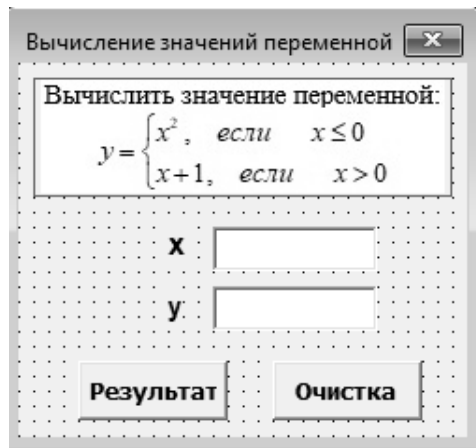 Вычисление значений переменной
Вычислить значение переменной:
y = { x², если x ≤ 0
x+1, если x > 0
x
y
Результат
Очистка